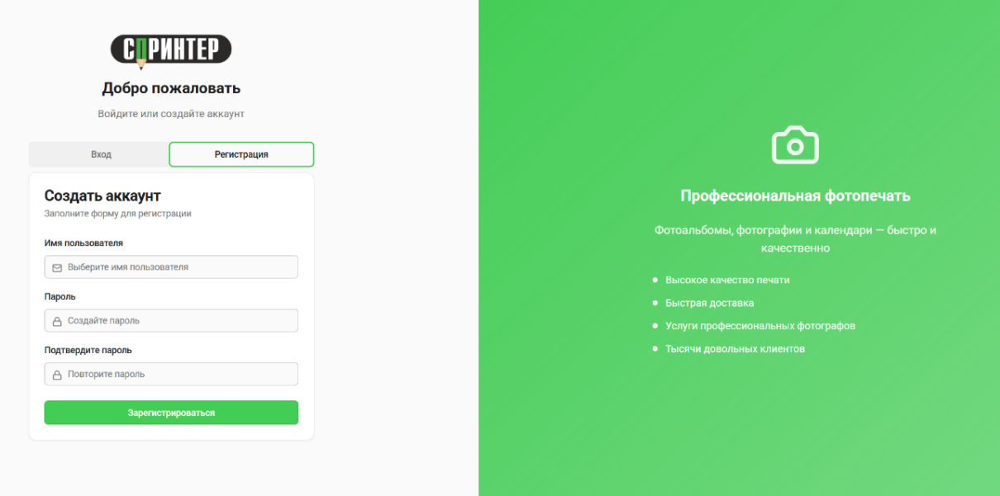 СПРИНТЕР
Добро пожаловать
Войдите или создайте аккаунт
Вход
Регистрация
Создать аккаунт
Заполните форму для регистрации
Имя пользователя
Выберите имя пользователя
Пароль
Создайте пароль
Подтвердите пароль
Повторите пароль
Зарегистрироваться
Профессиональная фотопечать
Фотоальбомы, фотографии и календари — быстро и
качественно
Высокое качество печати
Быстрая доставка
Услуги профессиональных фотографов
Тысячи довольных клиентов